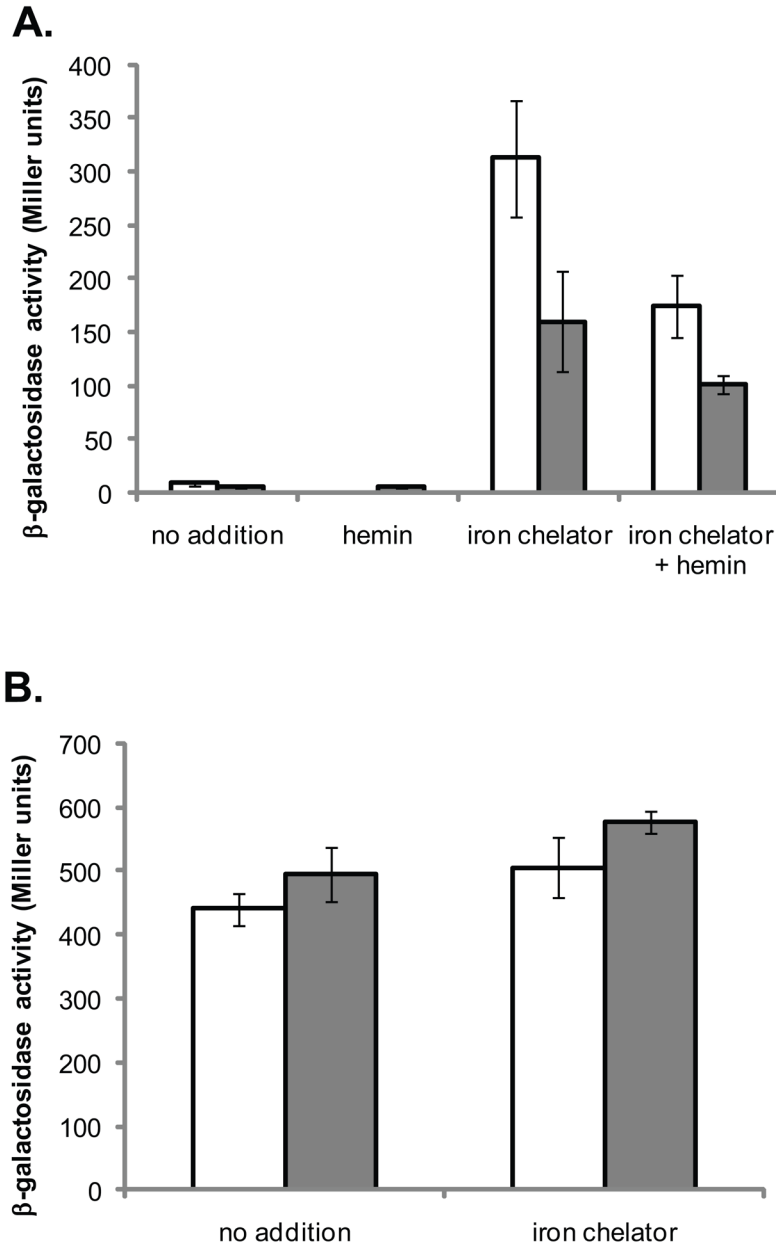 A.
β-galactosidase activity (Miller units)
400
350
300
250
200
150
100
50
0
no addition
hemin
iron chelator
iron chelator
+ hemin
B.
β-galactosidase activity (Miller units)
700
600
500
400
300
200
100
0
no addition
iron chelator